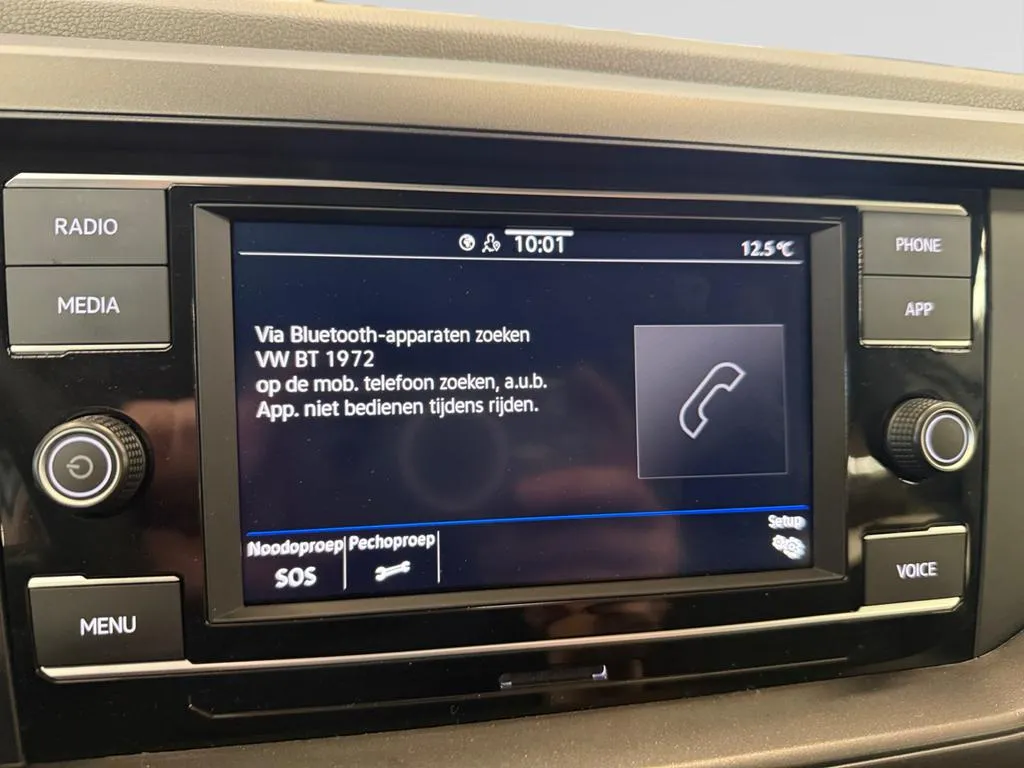 RADIO
MEDIA
MENU
10:01
12.5°C
Via Bluetooth-apparaten zoeken
VW BT 1972
op de mob. telefoon zoeken, a.u.b.
App. niet bedienen tijdens rijden.
Noodoproep
SOS
Pechoproep
Setup
PHONE
APP
VOICE